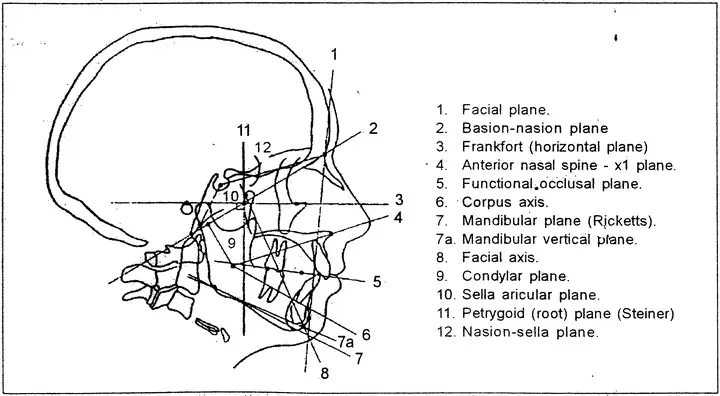 1
11
2
12
10
3
4
9
5
6
7a
7
8
1. Facial plane.
2. Basion-nasion plane
3. Frankfort (horizontal plane)
4. Anterior nasal spine - x1 plane.
5. Functional occlusal plane.
6. Corpus axis.
7. Mandibular plane (Ricketts).
7a. Mandibular vertical plane.
8. Facial axis.
9. Condylar plane.
10. Sella aricular plane.
11. Petrygoid (root) plane (Steiner)
12. Nasion-sella plane.